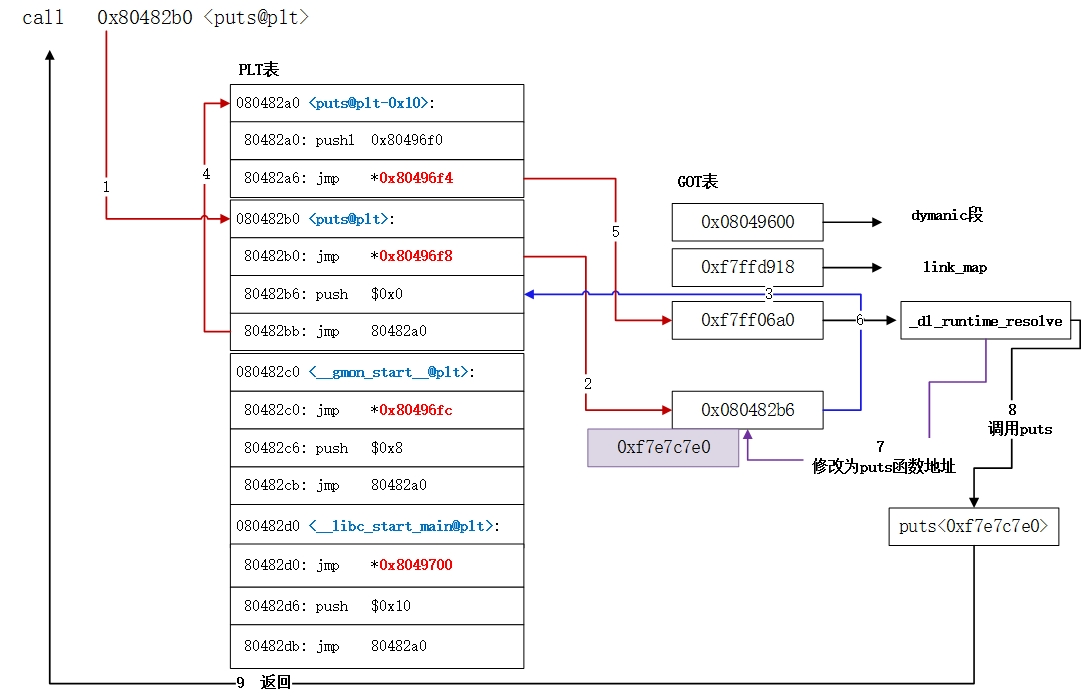 call 0x80482b0 <puts@plt>
PLT表
080482a0 <puts@plt-0x10>:
80482a0: pushl 0x80496f0
80482a6: jmp *0x80496f4
080482b0 <puts@plt>:
80482b0: jmp *0x80496f8
80482b6: push $0x0
80482bb: jmp 80482a0
080482c0 <__gmon_start__@plt>:
80482c0: jmp *0x80496fc
80482c6: push $0x8
80482cb: jmp 80482a0
080482d0 <__libc_start_main@plt>:
80482d0: jmp *0x8049700
80482d6: push $0x10
80482db: jmp 80482a0
1
4
5
2
3
6
GOT表
0x08049600
dymanic段
0xf7ffd918
link_map
0xf7ff06a0
_dl_runtime_resolve
0x080482b6
0xf7e7c7e0
7
修改为puts函数地址
8
调用puts
puts<0xf7e7c7e0>
9 返回